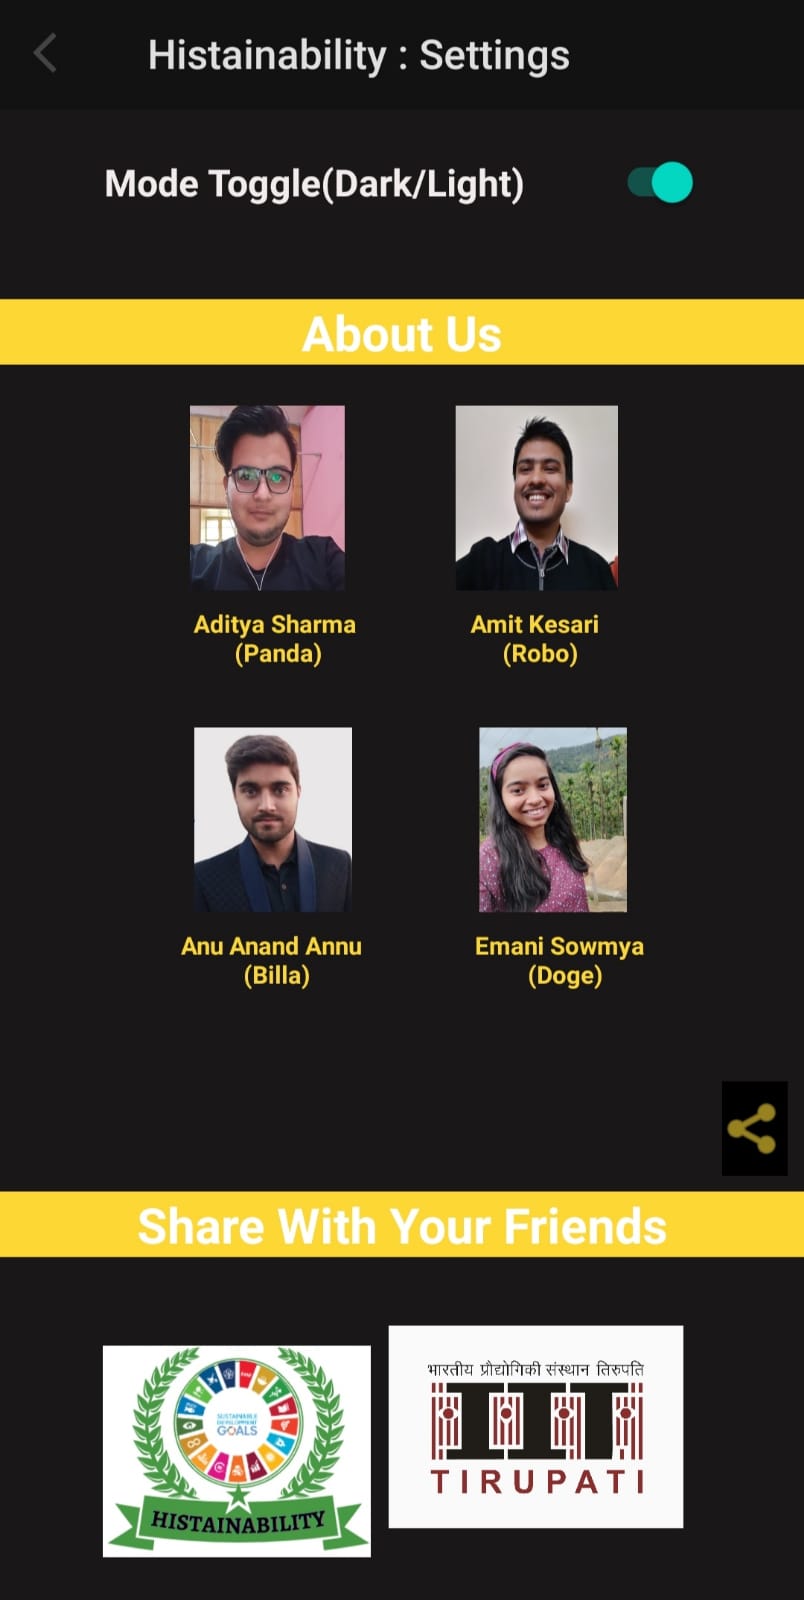 Histainability : Settings
Mode Toggle(Dark/Light)
About Us
Aditya Sharma
(Panda)
Amit Kesari
(Robo)
Anu Anand Annu
(Billa)
Emani Sowmya
(Doge)
Share With Your Friends
SUSTAINABLE
DEVELOPMENT
GOALS
HISTAINABILITY
भारतीय प्रौद्योगिकी संस्थान तिरुपति
IIT
TIRUPATI